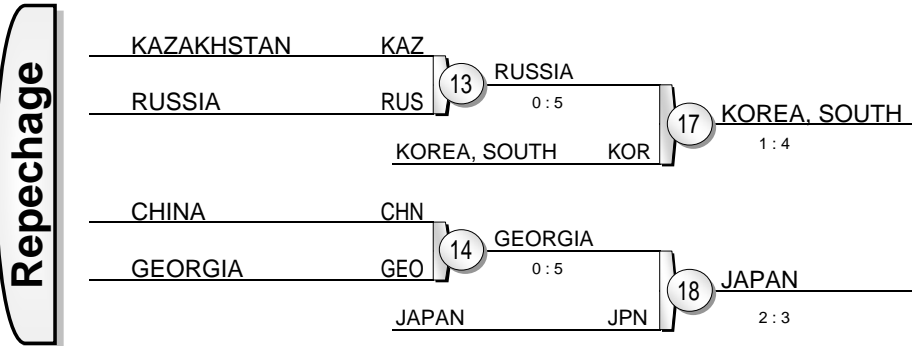 Repechage
KAZAKHSTAN KAZ
RUSSIA RUS
13
RUSSIA
0 : 5
KOREA, SOUTH KOR
17
KOREA, SOUTH
1 : 4
CHINA CHN
GEORGIA GEO
14
GEORGIA
0 : 5
JAPAN JPN
18
JAPAN
2 : 3